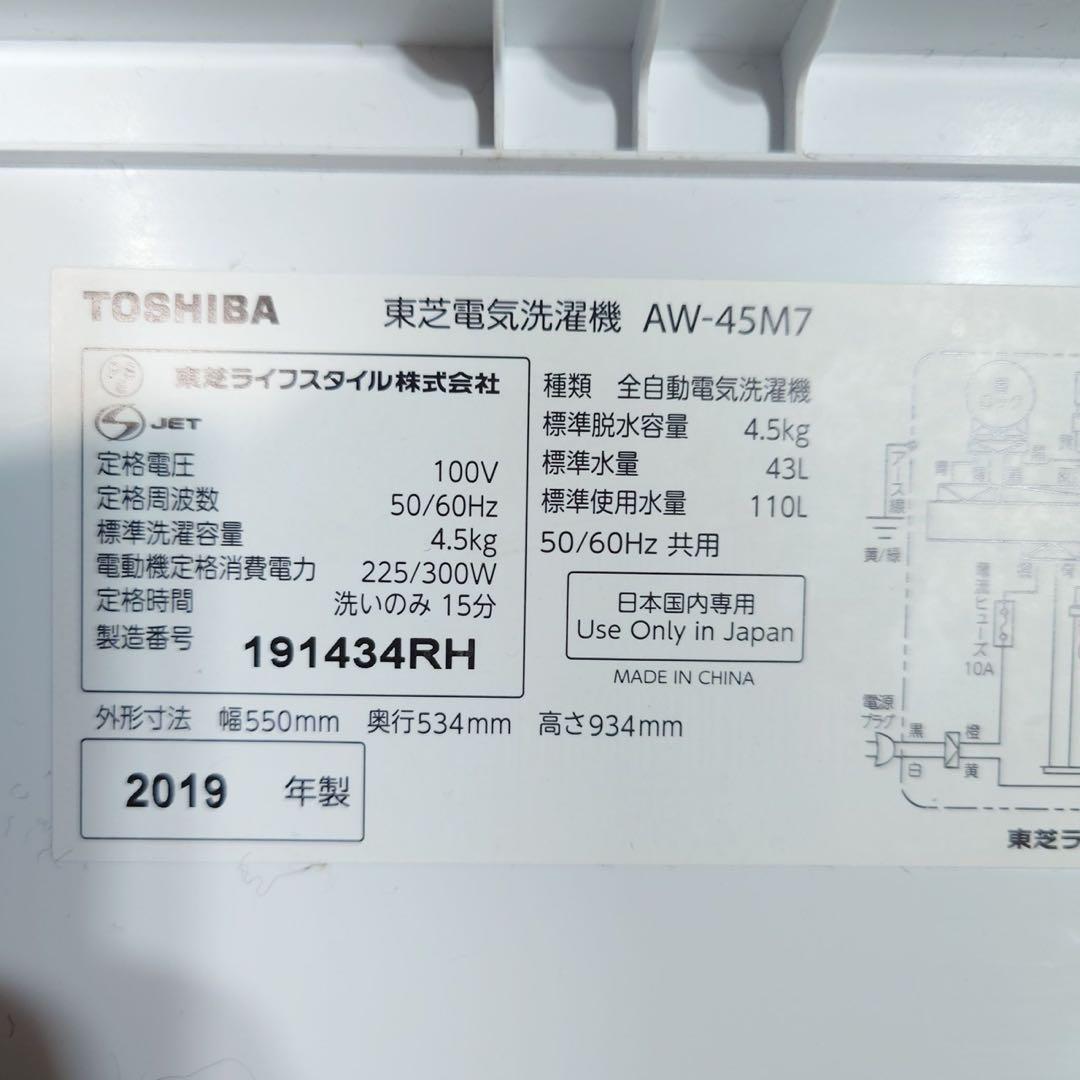 TOSHIBA 東芝電気洗濯機 AW-45M7
東芝ライフスタイル株式会社
JET
定格電圧 100V
定格周波数 50/60Hz
標準洗濯容量 4.5kg
電動機定格消費電力 225/300W
定格時間 洗いのみ 15分
製造番号 191434RH
種類 全自動電気洗濯機
標準脱水容量 4.5kg
標準水量 43L
標準使用水量 110L
50/60Hz 共用
日本国内専用
Use Only in Japan
MADE IN CHINA
外形寸法 幅550mm 奥行534mm 高さ934mm
2019 年製
アース線
黄/緑
電流ヒューズ
10A
電源
プラグ
黒
橙
白
黄
東芝ラ